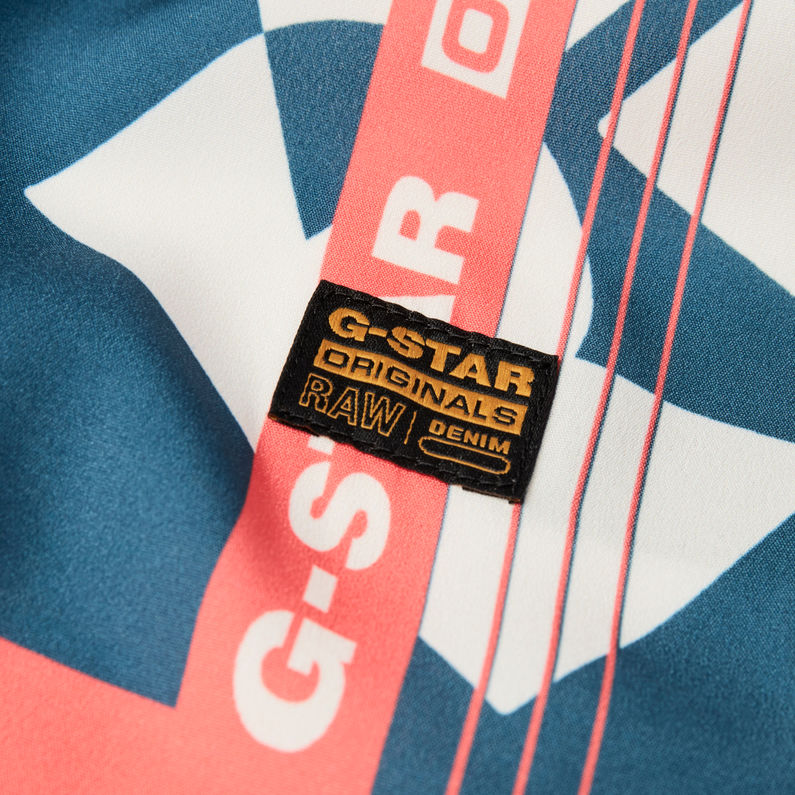 G-STAR O
G-STAR
ORIGINALS
RAW DENIM